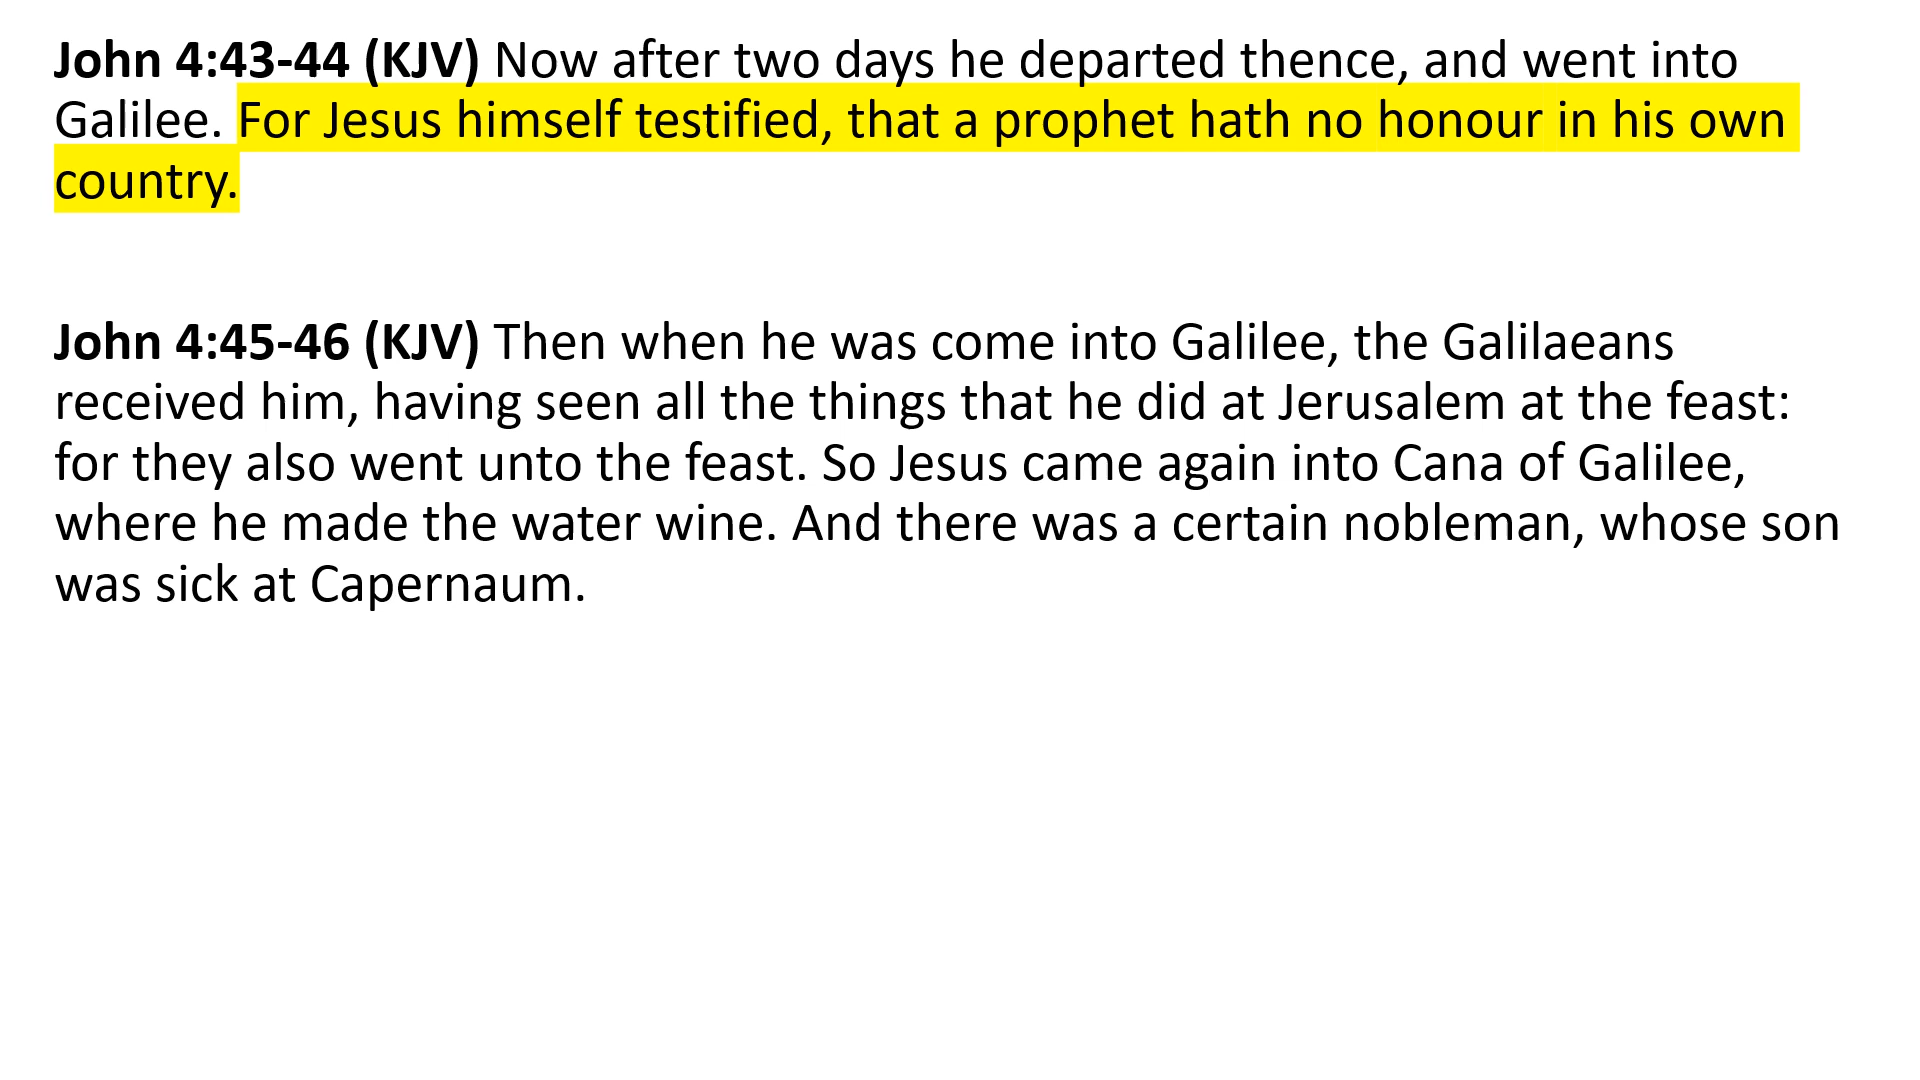 John 4:43-44 (KJV) Now after two days he departed thence, and went into
Galilee. For Jesus himself testified, that a prophet hath no honour in his own
country.
John 4:45-46 (KJV) Then when he was come into Galilee, the Galilaeans
received him, having seen all the things that he did at Jerusalem at the feast:
for they also went unto the feast. So Jesus came again into Cana of Galilee,
where he made the water wine. And there was a certain nobleman, whose son
was sick at Capernaum.